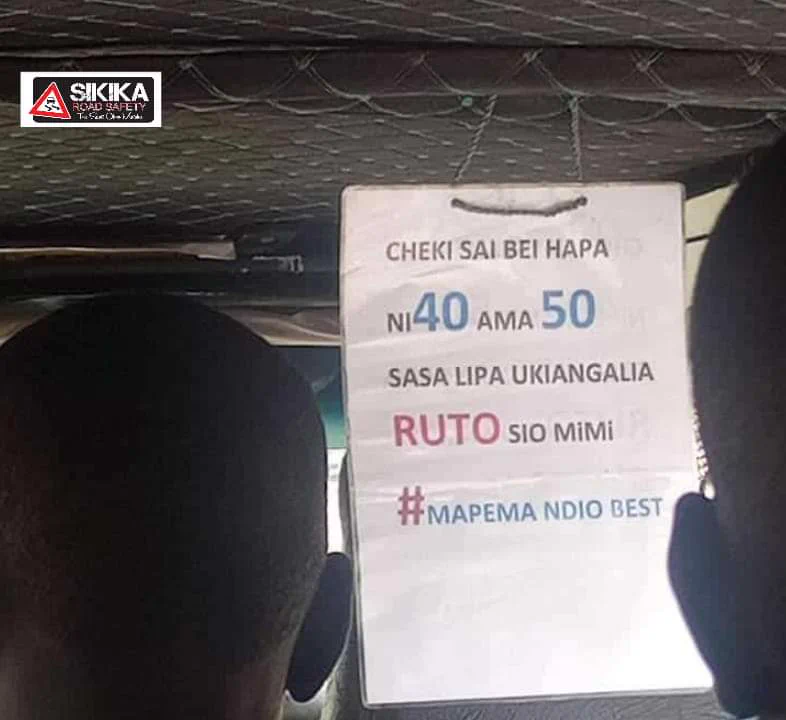 SIKIKA
ROAD SAFETY
CHEKI SAI BEI HAPA
NI 40 AMA 50
SASA LIPA UKIANGALIA
RUTO SIO MiMi
#MAPEMA NDIO BEST